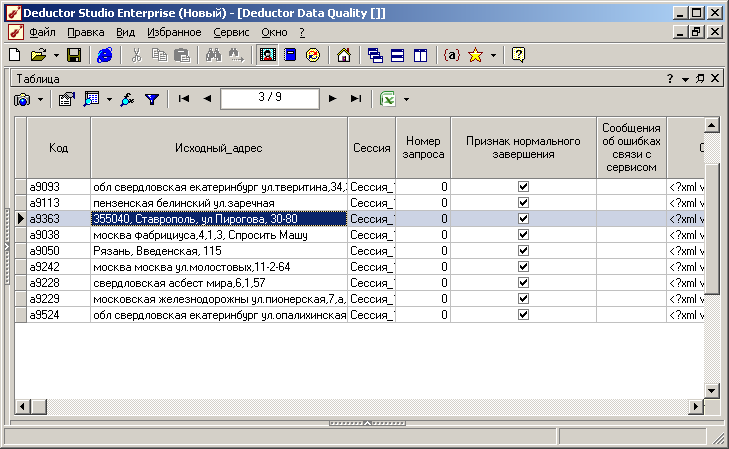 Deductor Studio Enterprise (Новый) - [Deductor Data Quality []]
Файл Правка Вид Избранное Сервис Окно ?
{a} ?
Таблица ?
3 / 9
Код Исходный_адрес Сессия Номер запроса Признак нормального завершения Сообщения об ошибках связи с сервисом
a9093 обл свердловская екатеринбург ул.тверитина,34, Сессия_ 0 <?xml v
a9113 пензенская белинский ул.заречная Сессия_ 0 <?xml v
a9363 355040, Ставрополь, ул Пирогова, 30-80 Сессия_ 0 <?xml v
a9038 москва фабрициуса,4,1,3, Спросить Машу Сессия_ 0 <?xml v
a9050 Рязань, Введенская, 115 Сессия_ 0 <?xml v
a9242 москва москва ул.молостовых,11-2-64 Сессия_ 0 <?xml v
a9228 свердловская асбест мира,6,1,57 Сессия_ 0 <?xml v
a9229 московская железнодорожны ул.пионерская,7,а, Сессия_ 0 <?xml v
a9524 обл свердловская екатеринбург ул.опалихинская Сессия_ 0 <?xml v